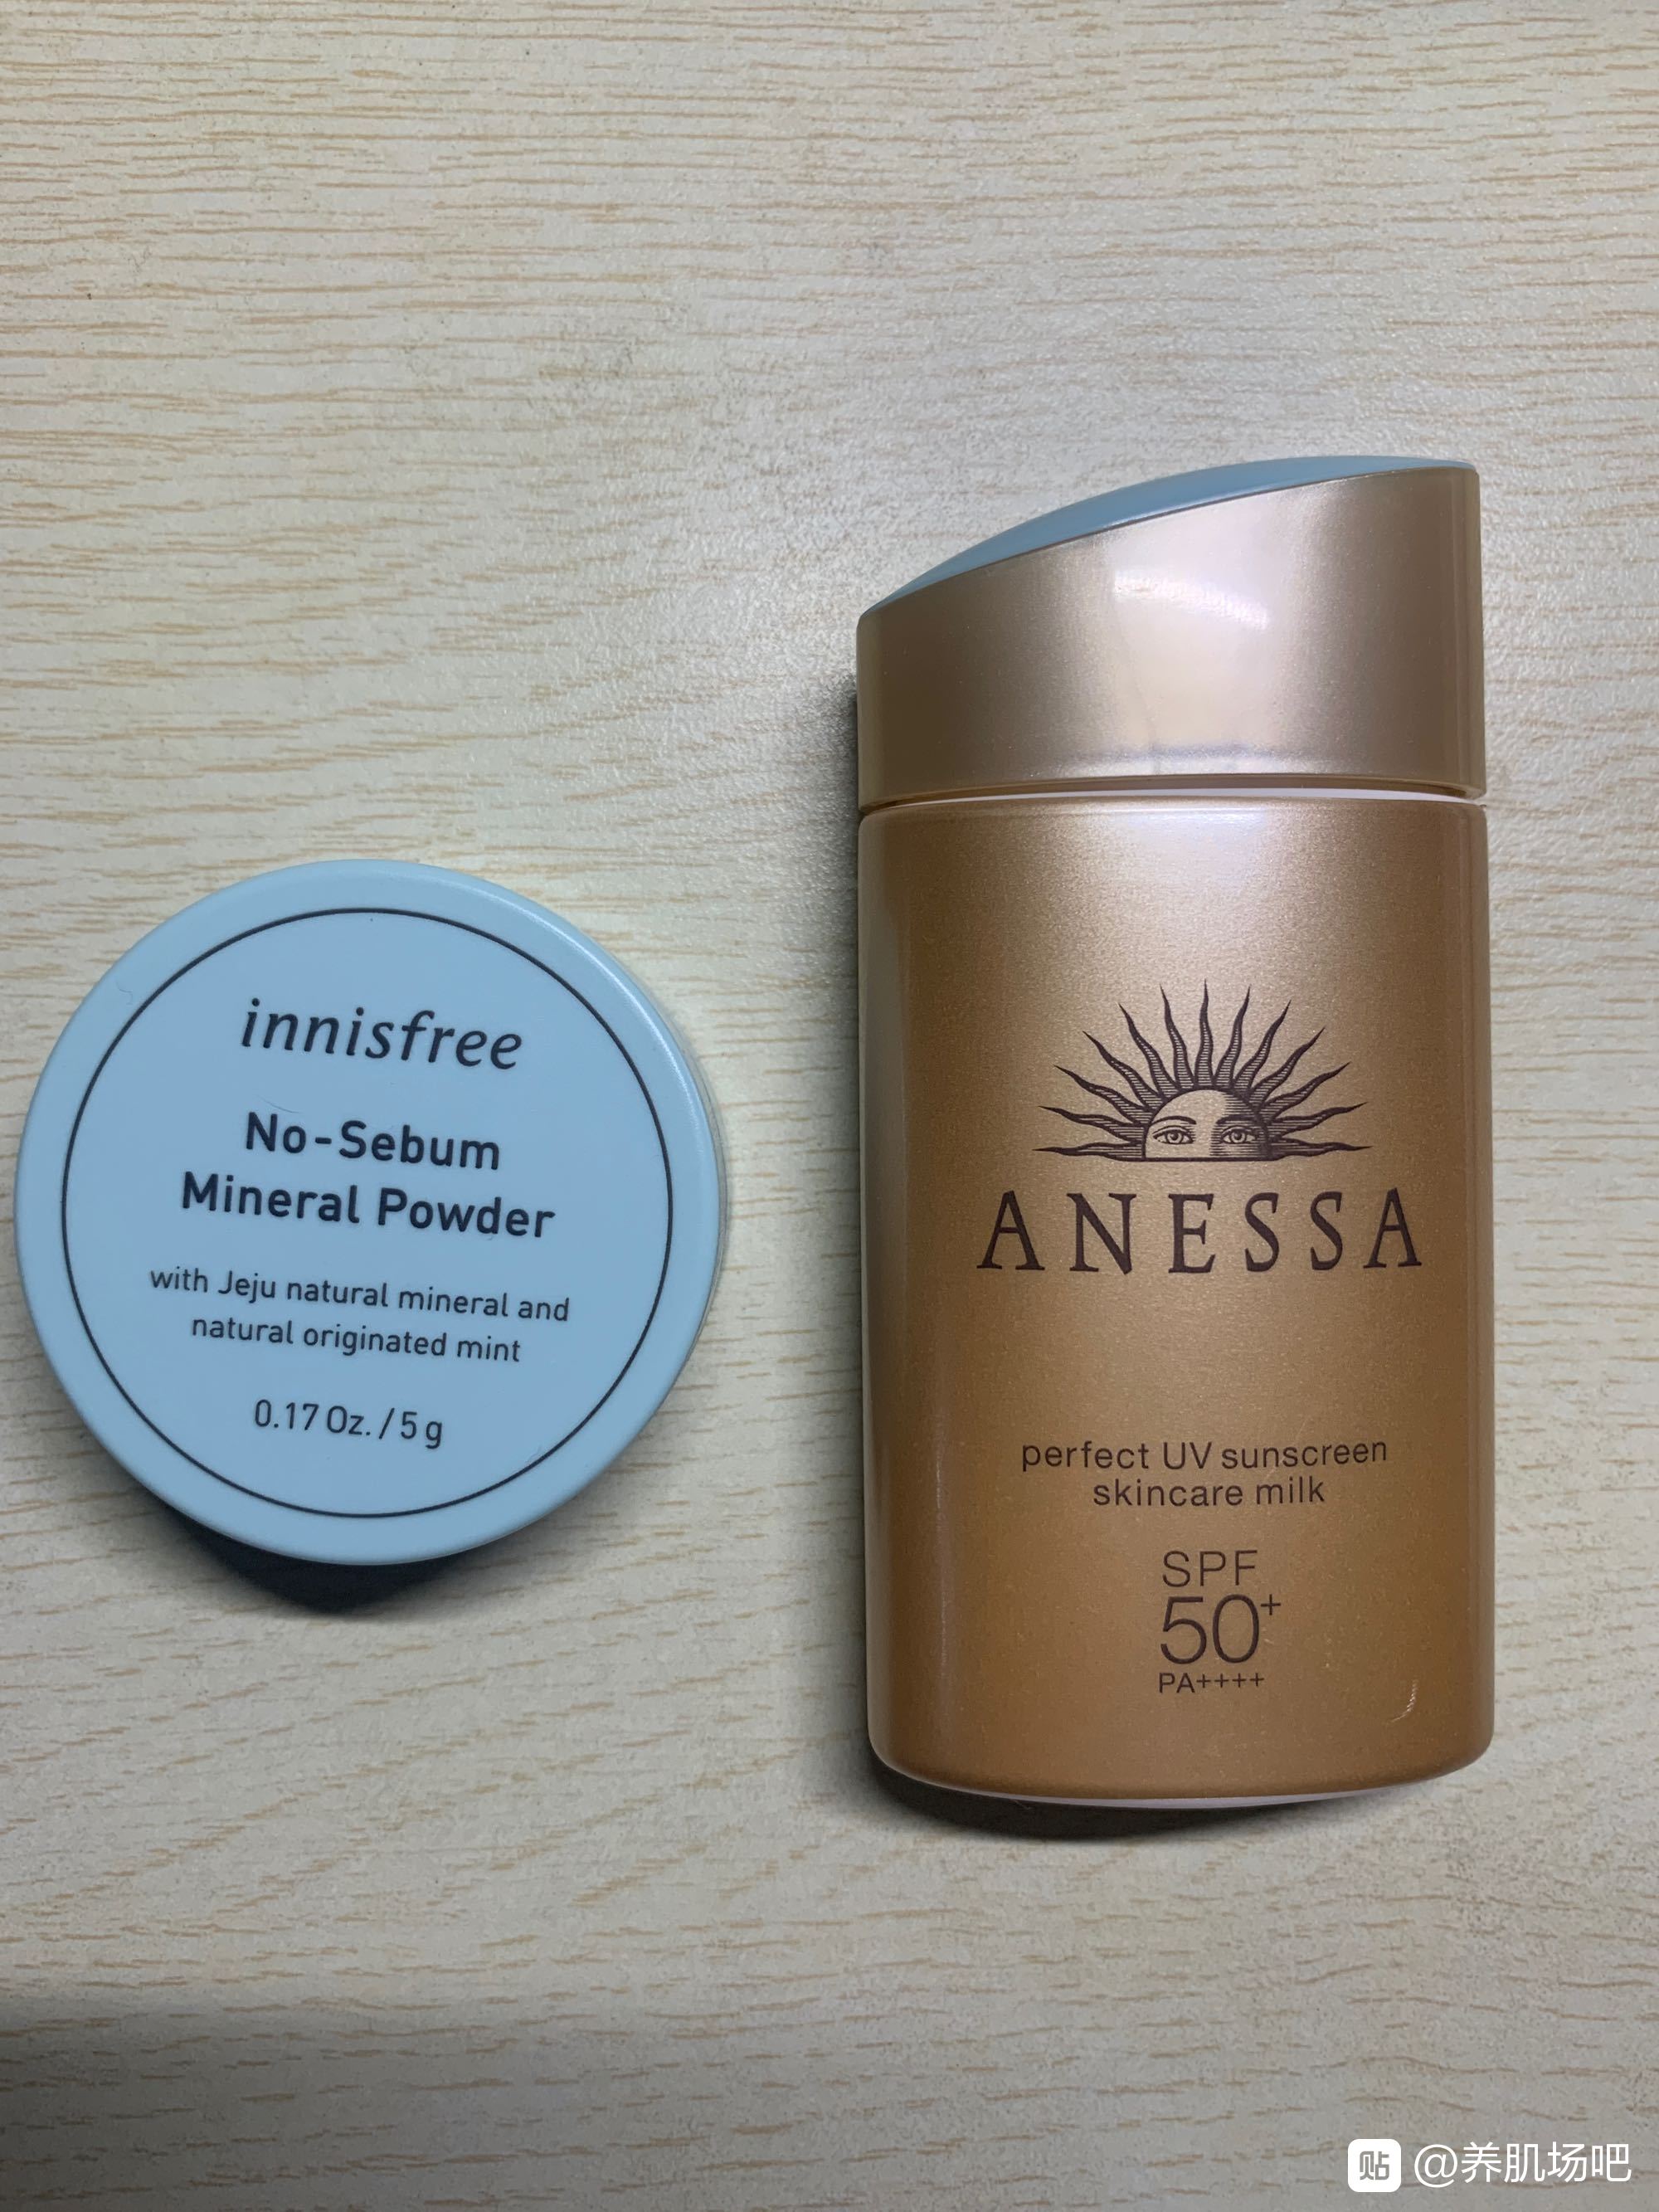 innisfree
No-Sebum
Mineral Powder
with Jeju natural mineral and
natural originated mint
0.17 Oz. / 5 g
ANESSA
perfect UV sunscreen
skincare milk
SPF
50+
PA++++
贴 @养肌场吧